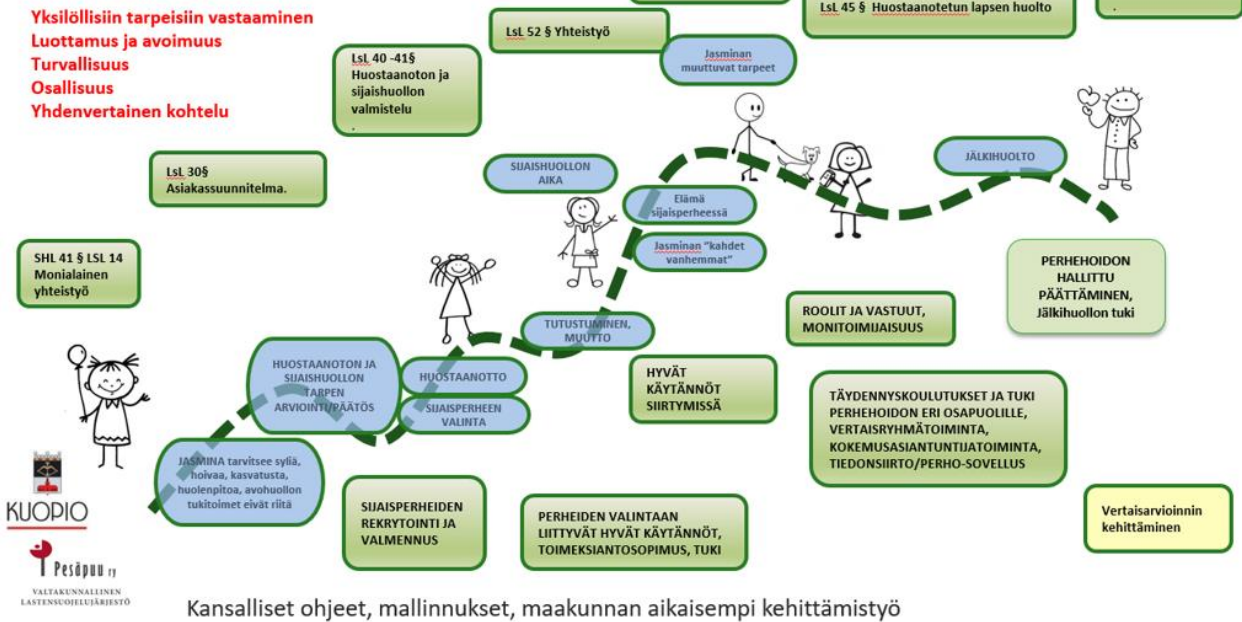 Yksilöllisiin tarpeisiin vastaaminen
Luottamus ja avoimuus
Turvallisuus
Osallisuus
Yhdenvertainen kohtelu
LsL 45 § Huostaanotetun lapsen huolto
.
LsL 52 § Yhteistyö
Jasminan
muuttuvat tarpeet
LsL 40 -41§
Huostaanoton ja
sijaishuollon
valmistelu
.
LsL 30§
Asiakassuunnitelma.
SIJAISHUOLLON
AIKA
JÄLKIHUOLTO
Elämä
sijaisperheessä
Jasminan "kahdet
vanhemmat"
SHL 41 § LSL 14
Monialainen
yhteistyö
PERHEHOIDON
HALLITTU
PÄÄTTÄMINEN,
Jälkihuollon tuki
ROOLIT JA VASTUUT,
MONITOIMIJAISUUS
TUTUSTUMINEN,
MUUTTO
HUOSTAANOTON JA
SIJAISHUOLLON
TARPEN
ARVIOINTI/PÄÄTÖS
HUOSTAANOTTO
SIJAISPERHEEN
VALINTA
HYVÄT
KÄYTÄNNÖT
SIIRTYMISSÄ
TÄYDENNYSKOULUTUKSET JA TUKI
PERHEHOIDON ERI OSAPUOLILLE,
VERTAISRYHMÄTOIMINTA,
KOKEMUSASIANTUNTIJATOIMINTA,
TIEDONSIIRTO/PERHO-SOVELLUS
JASMINA tarvitsee syliä,
hoivaa, kasvatusta,
huolenpitoa, avohuollon
tukitoimet eivät riitä
SIJAISPERHEIDEN
REKRYTOINTI JA
VALMENNUS
PERHEIDEN VALINTAAN
LIITTYVÄT HYVÄT KÄYTÄNNÖT,
TOIMEKSIANTOSOPIMUS, TUKI
Vertaisarvioinnin
kehittäminen
KUOPIO
Pesäpuu ry
VALTAKUNNALLINEN
LASTENSUOJELUJÄRJESTÖ
Kansalliset ohjeet, mallinnukset, maakunnan aikaisempi kehittämistyö